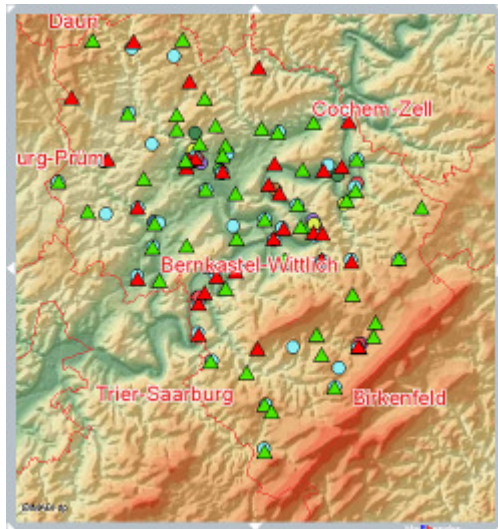 Daun
Cochem-Zell
urg-Prüm
Bernkastel-Wittlich
Trier-Saarburg
Birkenfeld